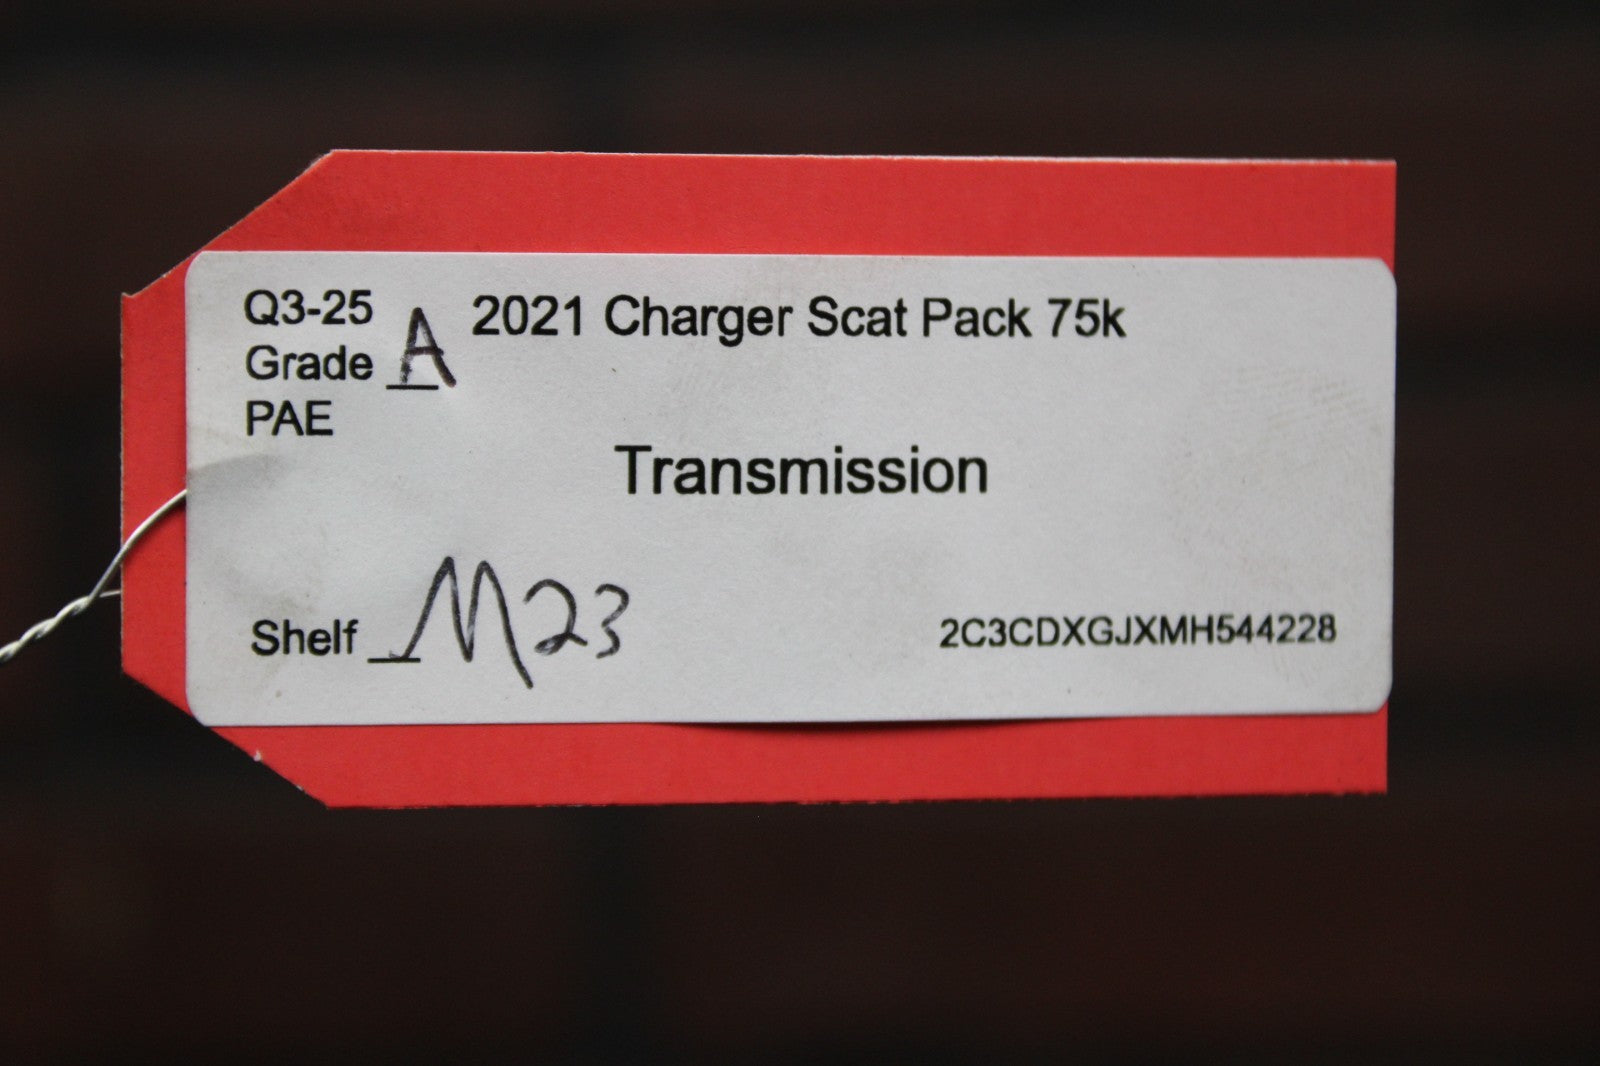 Q3-25
2021 Charger Scat Pack 75k
Grade A
PAE
Transmission
Shelf M23
2C3CDXGJXMH544228